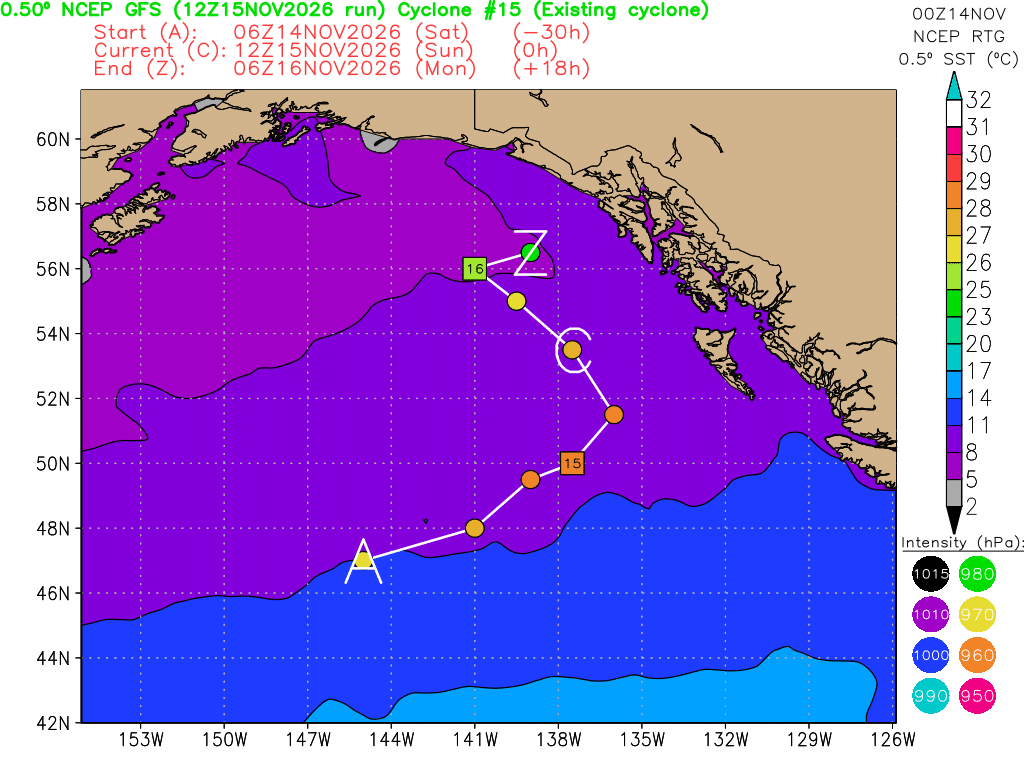 0.50° NCEP GFS (12Z15NOV2026 run) Cyclone #15 (Existing cyclone)
Start (A): 06Z14NOV2026 (Sat) (−30h)
Current (C): 12Z15NOV2026 (Sun) (0h)
End (Z): 06Z16NOV2026 (Mon) (+18h)
00Z14NOV
NCEP RTG
0.5° SST (°C)
32
31
30
29
28
27
26
25
23
20
17
14
11
8
5
2
60N
58N
56N
54N
52N
50N
48N
46N
44N
42N
Z
16
C
15
A
153W 150W 147W 144W 141W 138W 135W 132W 129W 126W
Intensity (hPa):
1015 980
1010 970
1000 960
990 950